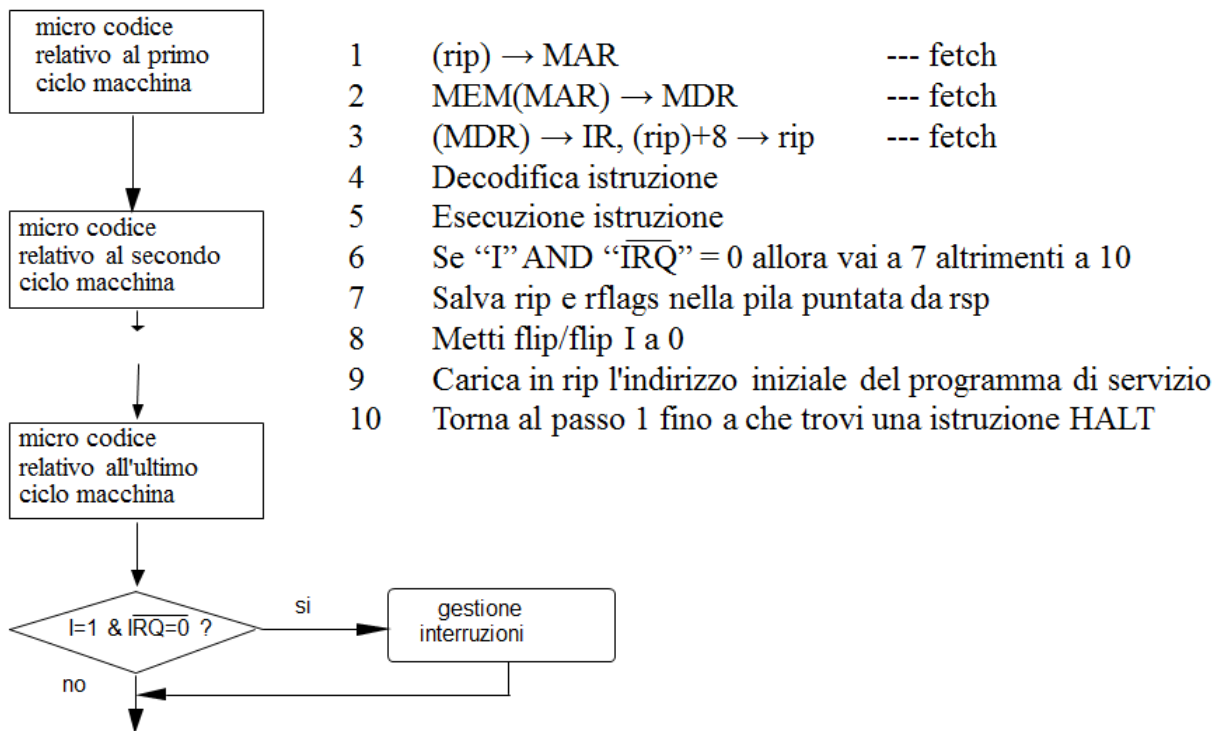 micro codice
relativo al primo
ciclo macchina
micro codice
relativo al secondo
ciclo macchina
micro codice
relativo all'ultimo
ciclo macchina
I=1 & I̅R̅Q̅=̅0̅ ?
si
no
gestione
interruzioni
1 (rip) → MAR --- fetch
2 MEM(MAR) → MDR --- fetch
3 (MDR) → IR, (rip)+8 → rip --- fetch
4 Decodifica istruzione
5 Esecuzione istruzione
6 Se “I” AND “I̅R̅Q̅” = 0 allora vai a 7 altrimenti a 10
7 Salva rip e rflags nella pila puntata da rsp
8 Metti flip/flip I a 0
9 Carica in rip l'indirizzo iniziale del programma di servizio
10 Torna al passo 1 fino a che trovi una istruzione HALT